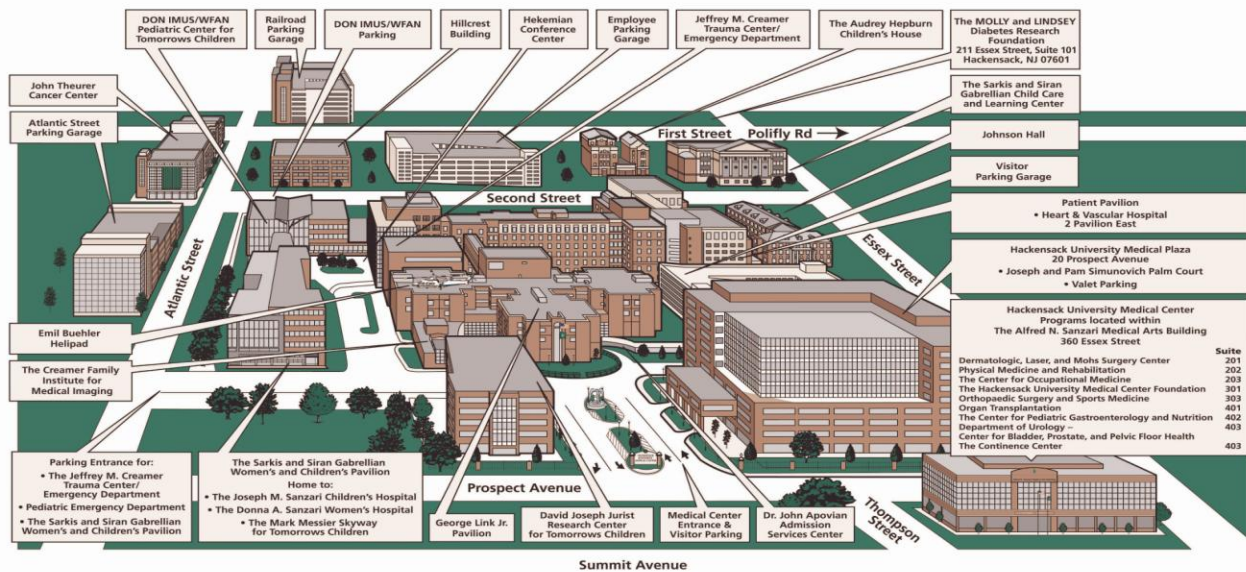 DON IMUS/WFAN
Pediatric Center for
Tomorrows Children
Railroad
Parking
Garage
DON IMUS/WFAN
Parking
Hillcrest
Building
Hekemian
Conference
Center
Employee
Parking
Garage
Jeffrey M. Creamer
Trauma Center/
Emergency Department
The Audrey Hepburn
Children's House
The MOLLY and LINDSEY
Diabetes Research
Foundation
211 Essex Street, Suite 101
Hackensack, NJ 07601
John Theurer
Cancer Center
Atlantic Street
Parking Garage
The Sarkis and Siran
Gabrellian Child Care
and Learning Center
Johnson Hall
Visitor
Parking Garage
Patient Pavilion
• Heart & Vascular Hospital
2 Pavilion East
Hackensack University Medical Plaza
20 Prospect Avenue
• Joseph and Pam Simunovich Palm Court
• Valet Parking
Hackensack University Medical Center
Programs located within
The Alfred N. Sanzari Medical Arts Building
360 Essex Street
Suite
Dermatologic, Laser, and Mohs Surgery Center 201
Physical Medicine and Rehabilitation 202
The Center for Occupational Medicine 203
The Hackensack University Medical Center Foundation 301
Orthopaedic Surgery and Sports Medicine 303
Organ Transplantation 401
The Center for Pediatric Gastroenterology and Nutrition 402
Department of Urology – 403
Center for Bladder, Prostate, and Pelvic Floor Health
The Continence Center 403
First Street Polifly Rd
Second Street
Atlantic Street
Essex Street
Emil Buehler
Helipad
The Creamer Family
Institute for
Medical Imaging
Parking Entrance for:
• The Jeffrey M. Creamer
Trauma Center/
Emergency Department
• Pediatric Emergency Department
• The Sarkis and Siran Gabrellian
Women's and Children's Pavilion
The Sarkis and Siran Gabrellian
Women's and Children's Pavilion
Home to:
• The Joseph M. Sanzari Children's Hospital
• The Donna A. Sanzari Women's Hospital
• The Mark Messier Skyway
for Tomorrows Children
Prospect Avenue
George Link Jr.
Pavilion
David Joseph Jurist
Research Center
for Tomorrows Children
Medical Center
Entrance &
Visitor Parking
Dr. John Apovian
Admission
Services Center
Thompson
Street
Summit Avenue